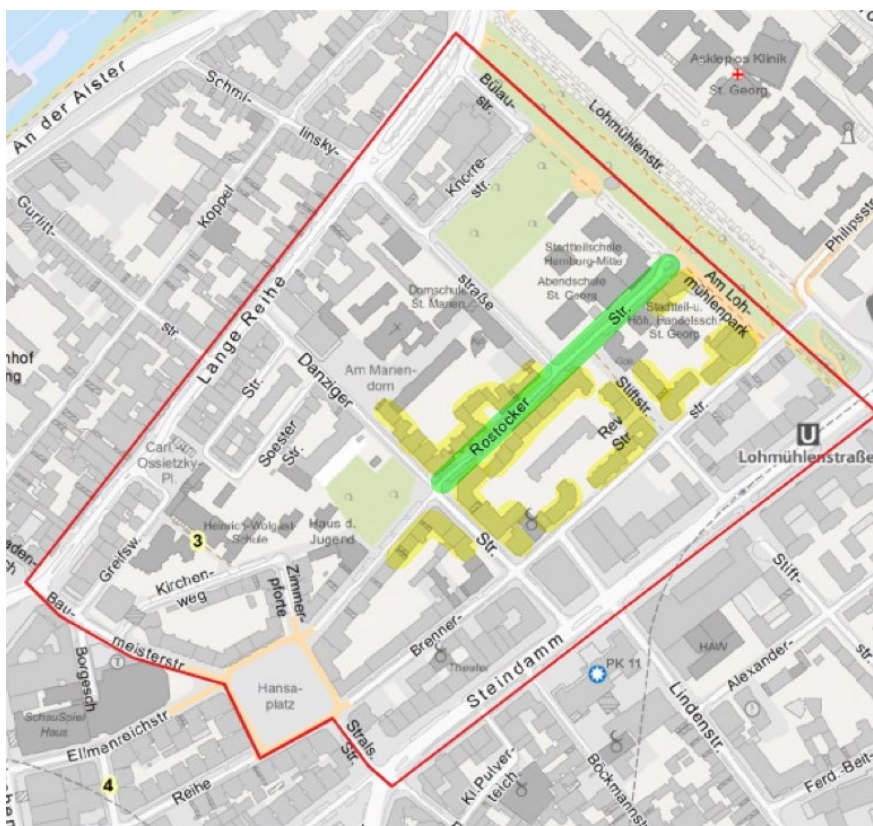 An der Alster
Schmi-
linsky-
Bülau-
str.
Lohmühlenstr.
Asklepios Klinik
St. Georg
Gurlitt-
str.
Koppel
Knorre-
str.
Philipsstr
Lange Reihe
Stadtteilschule
Hamburg-Mitte
Abendschule
St. Georg
Domschule
St. Marien
straße
Am Loh-
mühlenpark
Stadtteil-u.
Höh. Handelssch.
St. Georg
Str.
nhof
ng
Danziger
Am Marien-
dom
Stiftstr.
Rostocker
Rev.
Str.
str.
Soester
Str.
Str.
Carl-v.-
Ossietzky-
Pl.
U
Lohmühlenstraße
3
Heinrich-Wolgast-
Schule
Haus d.
Jugend
Str.
Greifsw.
Kirchen-
weg
Zimmer-
pforte
Bau-
meisterstr.
Borgesch
Brenner-
Theater
Steindamm
PK 11
HAW
Stift-
str.
Alexander-
Lindenstr.
Hansa-
platz
SchauSpiel
Haus
Ellmenreichstr
Strals.
Str.
4
Reihe
Kl.Pulver-
teich
Böckmannstr.
Ferd.-Beit-